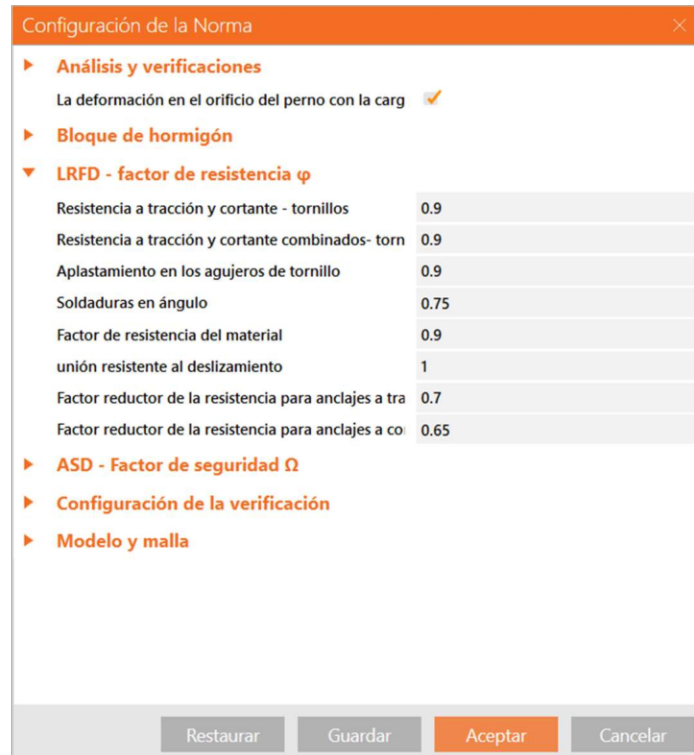 Configuración de la Norma
Análisis y verificaciones
La deformación en el orificio del perno con la carg
Bloque de hormigón
LRFD - factor de resistencia φ
Resistencia a tracción y cortante - tornillos 0.9
Resistencia a tracción y cortante combinados- torn 0.9
Aplastamiento en los agujeros de tornillo 0.9
Soldaduras en ángulo 0.75
Factor de resistencia del material 0.9
unión resistente al deslizamiento 1
Factor reductor de la resistencia para anclajes a tra 0.7
Factor reductor de la resistencia para anclajes a co 0.65
ASD - Factor de seguridad Ω
Configuración de la verificación
Modelo y malla
Restaurar Guardar Aceptar Cancelar